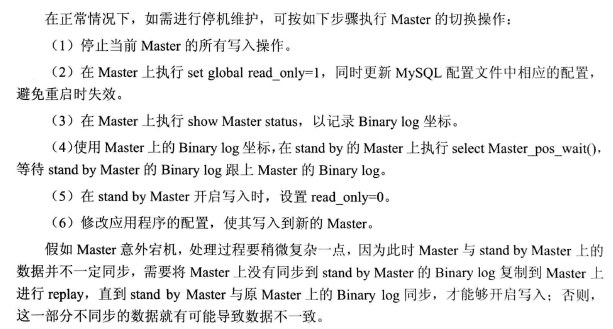 在正常情况下，如需进行停机维护，可按如下步骤执行 Master 的切换操作：
（1）停止当前 Master 的所有写入操作。
（2）在 Master 上执行 set global read_only=1，同时更新 MySQL 配置文件中相应的配置，
避免重启时失效。
（3）在 Master 上执行 show Master status，以记录 Binary log 坐标。
（4）使用 Master 上的 Binary log 坐标，在 stand by 的 Master 上执行 select Master_pos_wait()，
等待 stand by Master 的 Binary log 跟上 Master 的 Binary log。
（5）在 stand by Master 开启写入时，设置 read_only=0。
（6）修改应用程序的配置，使其写入到新的 Master。
假如 Master 意外宕机，处理过程要稍微复杂一点，因为此时 Master 与 stand by Master 上的
数据并不一定同步，需要将 Master 上没有同步到 stand by Master 的 Binary log 复制到 Master 上
进行 replay，直到 stand by Master 与原 Master 上的 Binary log 同步，才能够开启写入；否则，
这一部分不同步的数据就有可能导致数据不一致。